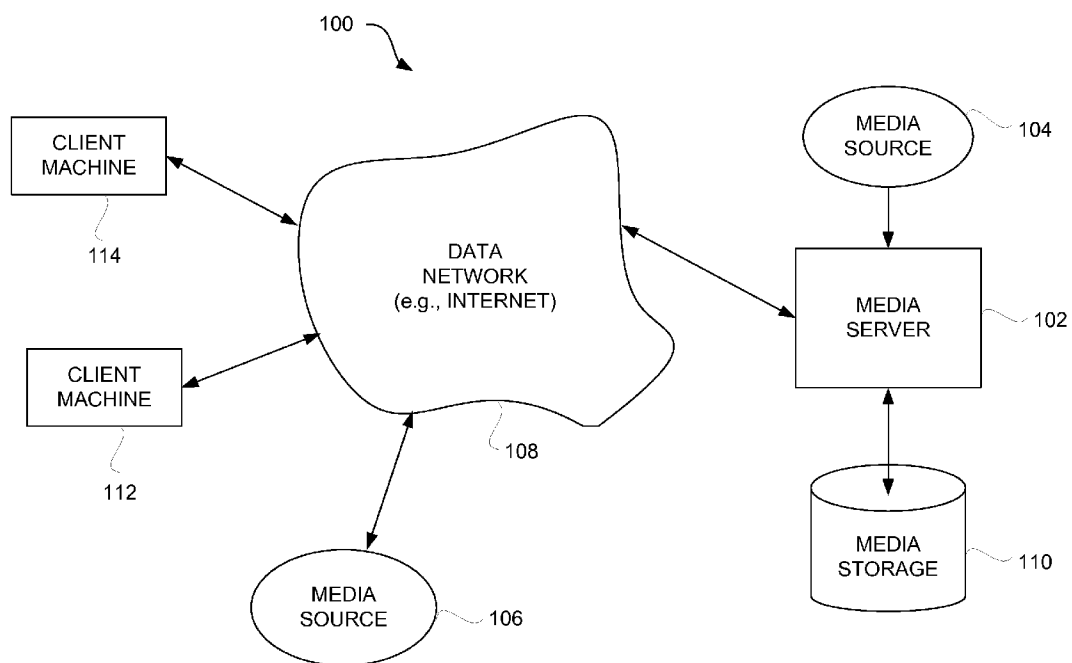 100
CLIENT
MACHINE
114
MEDIA
SOURCE
104
DATA
NETWORK
(e.g., INTERNET)
MEDIA
SERVER
102
CLIENT
MACHINE
112
108
MEDIA
STORAGE
110
MEDIA
SOURCE
106